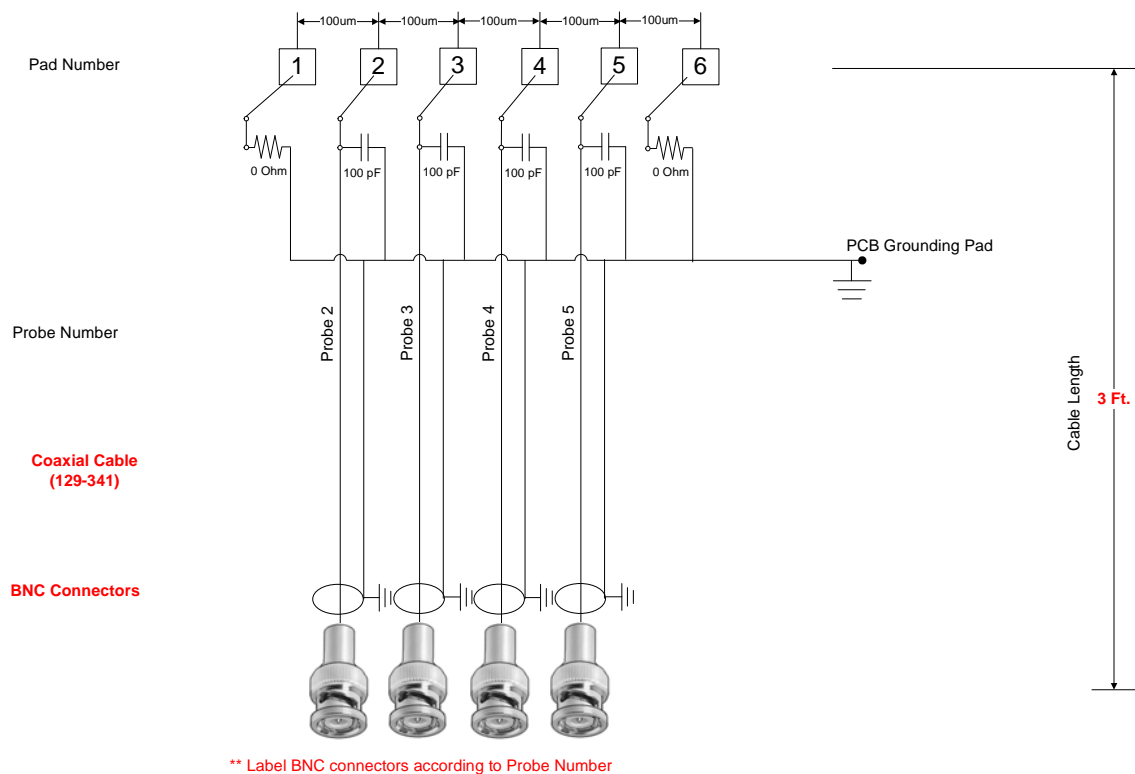 100um 100um 100um 100um 100um
Pad Number
1 2 3 4 5 6
0 Ohm 100 pF 100 pF 100 pF 100 pF 0 Ohm
PCB Grounding Pad
Probe Number
Probe 2 Probe 3 Probe 4 Probe 5
Cable Length
3 Ft.
Coaxial Cable
(129-341)
BNC Connectors
** Label BNC connectors according to Probe Number